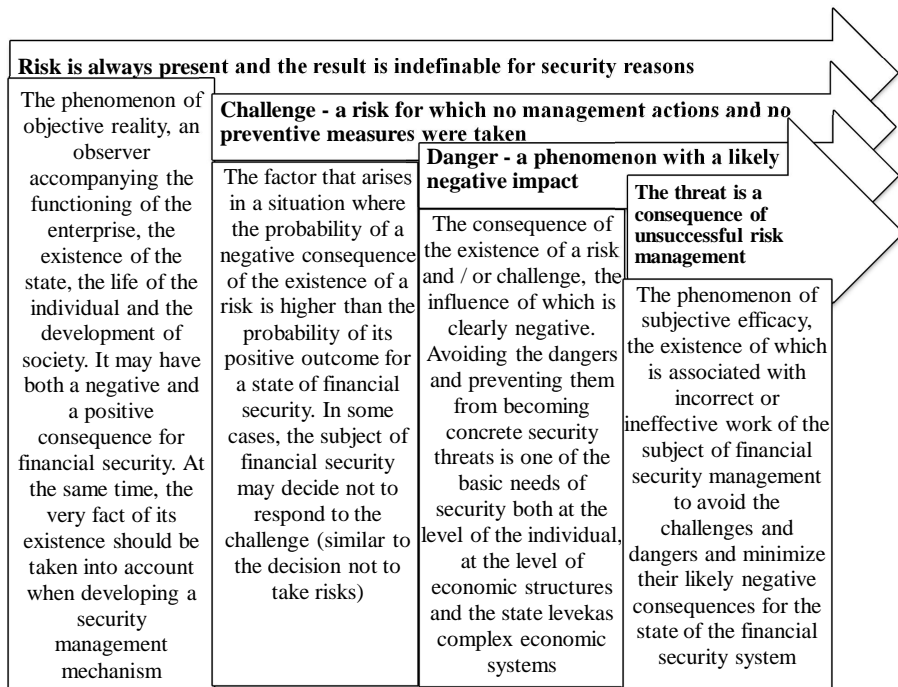 Risk is always present and the result is indefinable for security reasons
The phenomenon of
objective reality, an
observer
accompanying the
functioning of the
enterprise, the
existence of the
state, the life of the
individual and the
development of
society. It may have
both a negative and
a positive
consequence for
financial security. At
the same time, the
very fact of its
existence should be
taken into account
when developing a
security
management
mechanism
Challenge - a risk for which no management actions and no
preventive measures were taken
The factor that arises
in a situation where
the probability of a
negative consequence
of the existence of a
risk is higher than the
probability of its
positive outcome for
a state of financial
security. In some
cases, the subject of
financial security
may decide not to
respond to the
challenge (similar to
the decision not to
take risks)
Danger - a phenomenon with a likely
negative impact
The consequence of
the existence of a risk
and / or challenge, the
influence of which is
clearly negative.
Avoiding the dangers
and preventing them
from becoming
concrete security
threats is one of the
basic needs of
security both at the
level of the individual,
at the level of
economic structures
and the state levekas
complex economic
systems
The threat is a
consequence of
unsuccessful risk
management
The phenomenon of
subjective efficacy,
the existence of which
is associated with
incorrect or
ineffective work of the
subject of financial
security management
to avoid the
challenges and
dangers and minimize
their likely negative
consequences for the
state of the financial
security system